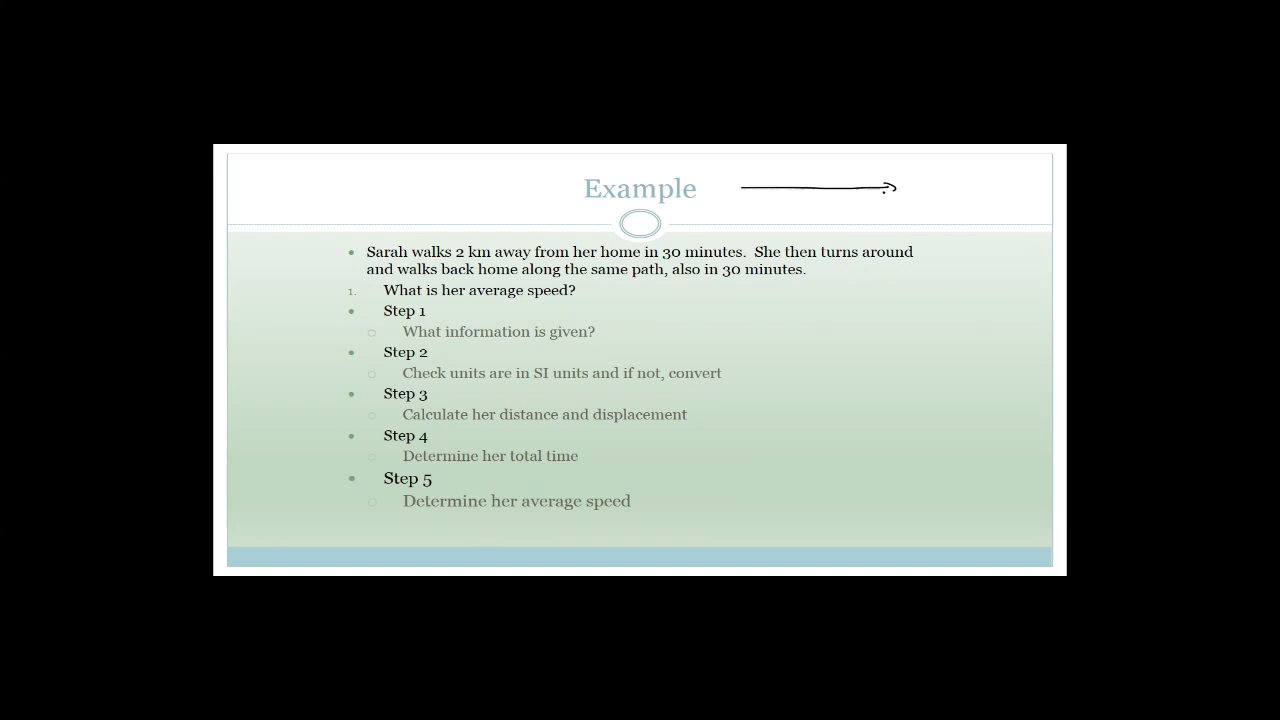 Example
• Sarah walks 2 km away from her home in 30 minutes.  She then turns around
and walks back home along the same path, also in 30 minutes.
1. What is her average speed?
• Step 1
○ What information is given?
• Step 2
○ Check units are in SI units and if not, convert
• Step 3
○ Calculate her distance and displacement
• Step 4
○ Determine her total time
• Step 5
○ Determine her average speed